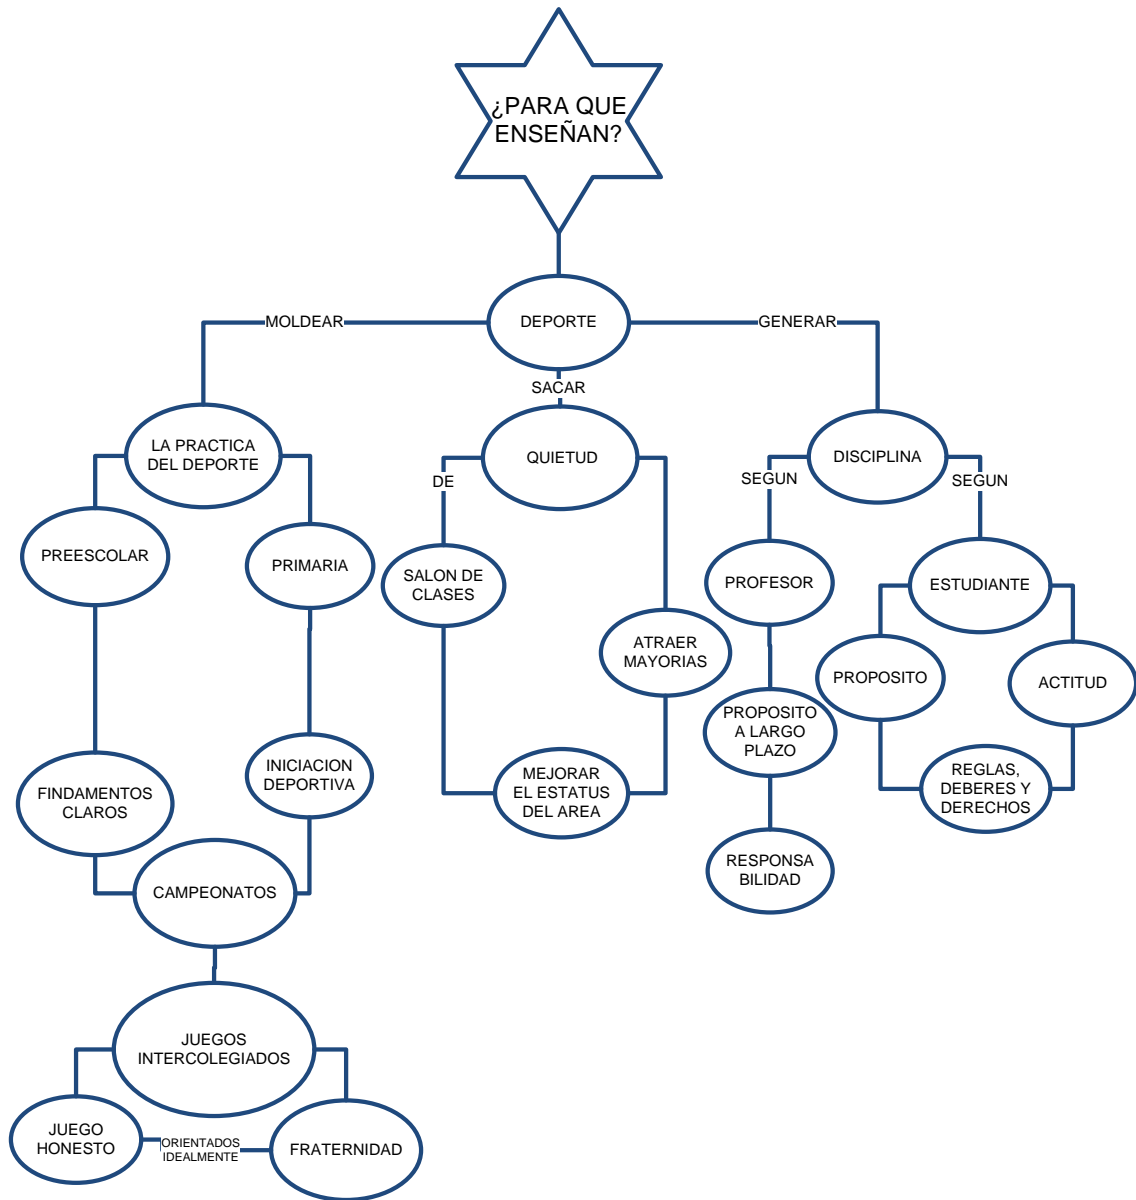 ¿PARA QUE
ENSEÑAN?
DEPORTE
MOLDEAR
GENERAR
SACAR
LA PRACTICA
DEL DEPORTE
QUIETUD
DISCIPLINA
DE
SEGUN
SEGUN
PREESCOLAR
PRIMARIA
SALON DE
CLASES
PROFESOR
ESTUDIANTE
ATRAER
MAYORIAS
PROPOSITO
ACTITUD
PROPOSITO
A LARGO
PLAZO
INICIACION
DEPORTIVA
FINDAMENTOS
CLAROS
MEJORAR
EL ESTATUS
DEL AREA
REGLAS,
DEBERES Y
DERECHOS
RESPONSA
BILIDAD
CAMPEONATOS
JUEGOS
INTERCOLEGIADOS
JUEGO
HONESTO
ORIENTADOS
IDEALMENTE
FRATERNIDAD